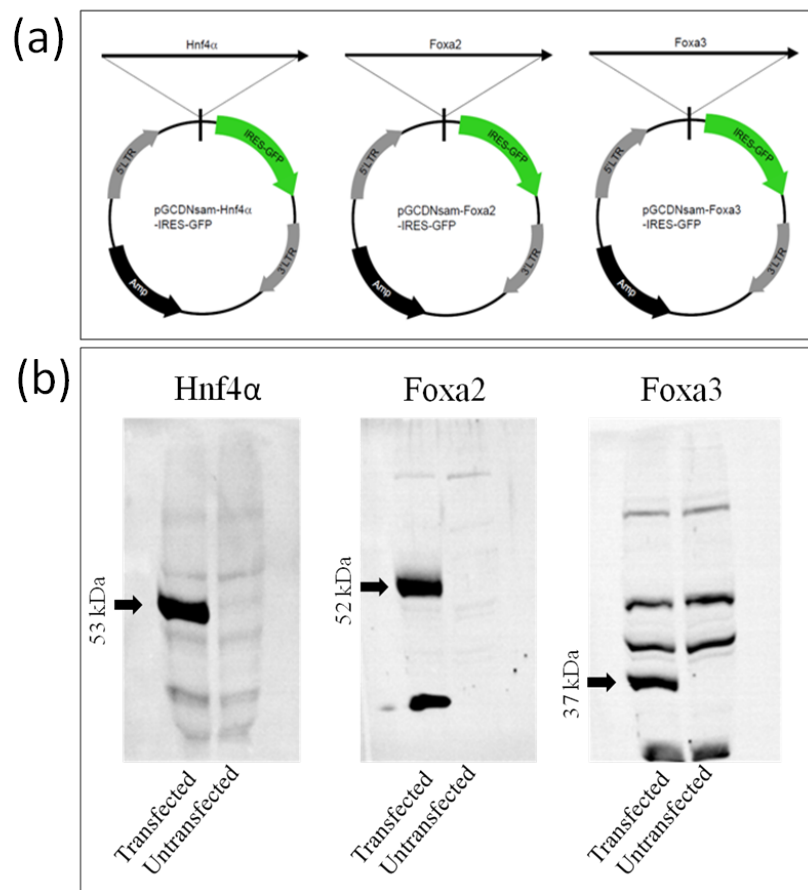 (a)
Hnf4α
Foxa2
Foxa3
5'LTR
IRES-GFP
pGCDNsam-Hnf4α
-IRES-GFP
3'LTR
Amp
5'LTR
IRES-GFP
pGCDNsam-Foxa2
-IRES-GFP
3'LTR
Amp
5'LTR
IRES-GFP
pGCDNsam-Foxa3
-IRES-GFP
3'LTR
Amp
(b)
Hnf4α
Foxa2
Foxa3
53 kDa
52 kDa
37 kDa
Transfected
Untransfected
Transfected
Untransfected
Transfected
Untransfected